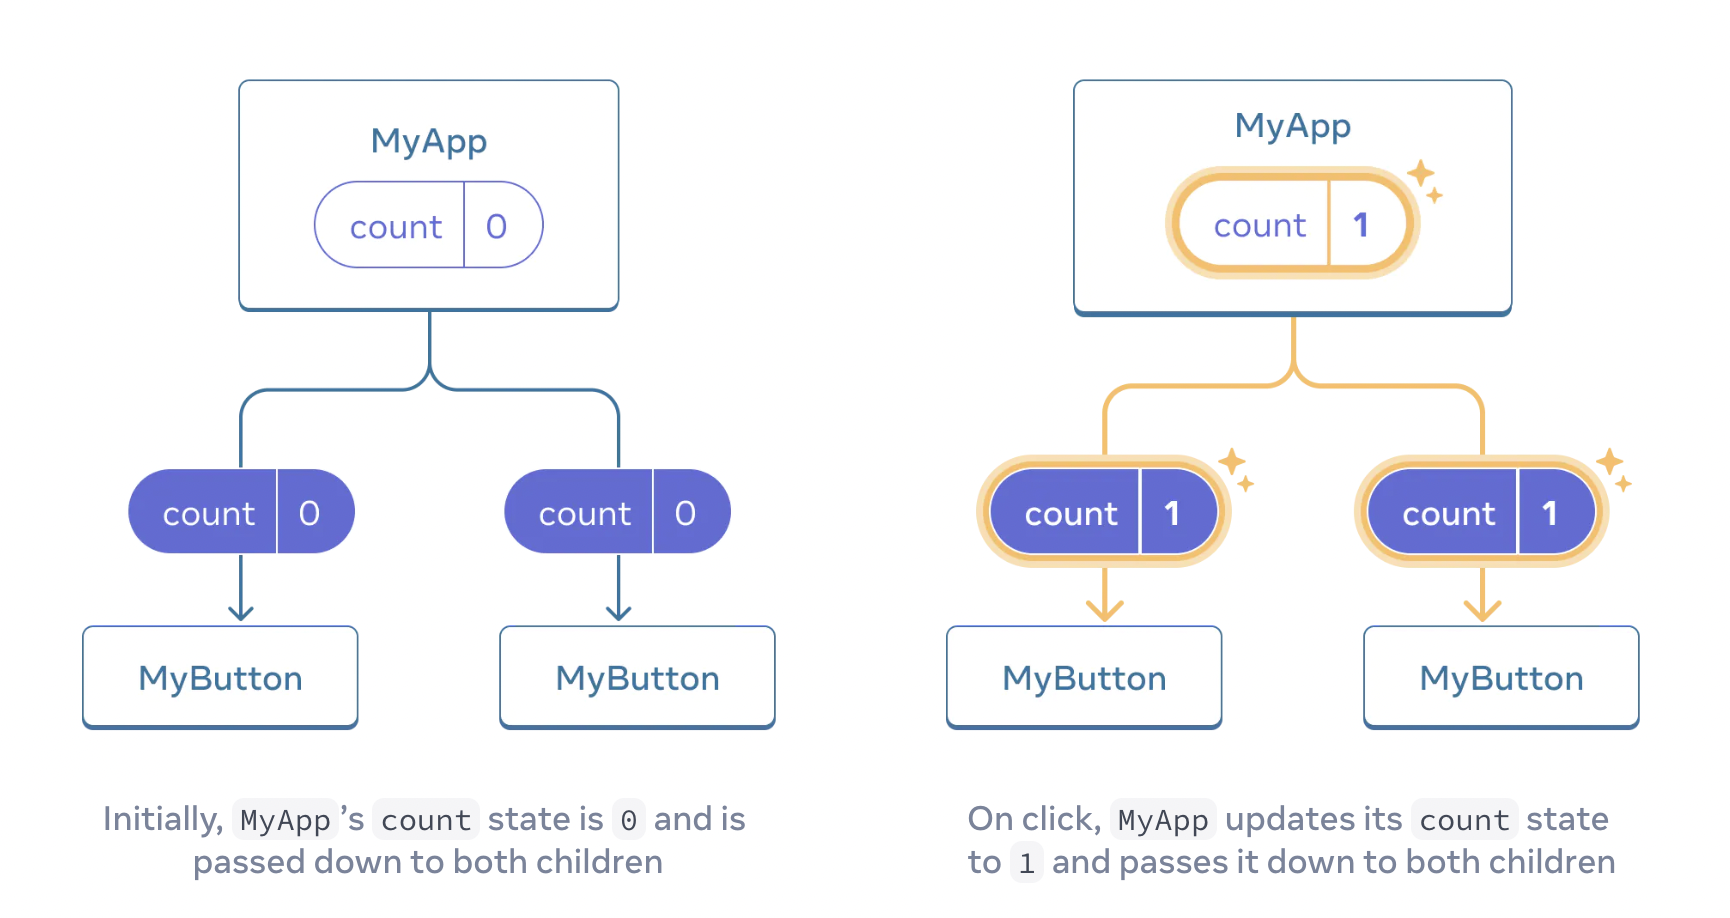 MyApp
count 0
count 0
count 0
MyButton
MyButton
Initially, MyApp’s count state is 0 and is
passed down to both children
MyApp
count 1
count 1
count 1
MyButton
MyButton
On click, MyApp updates its count state
to 1 and passes it down to both children